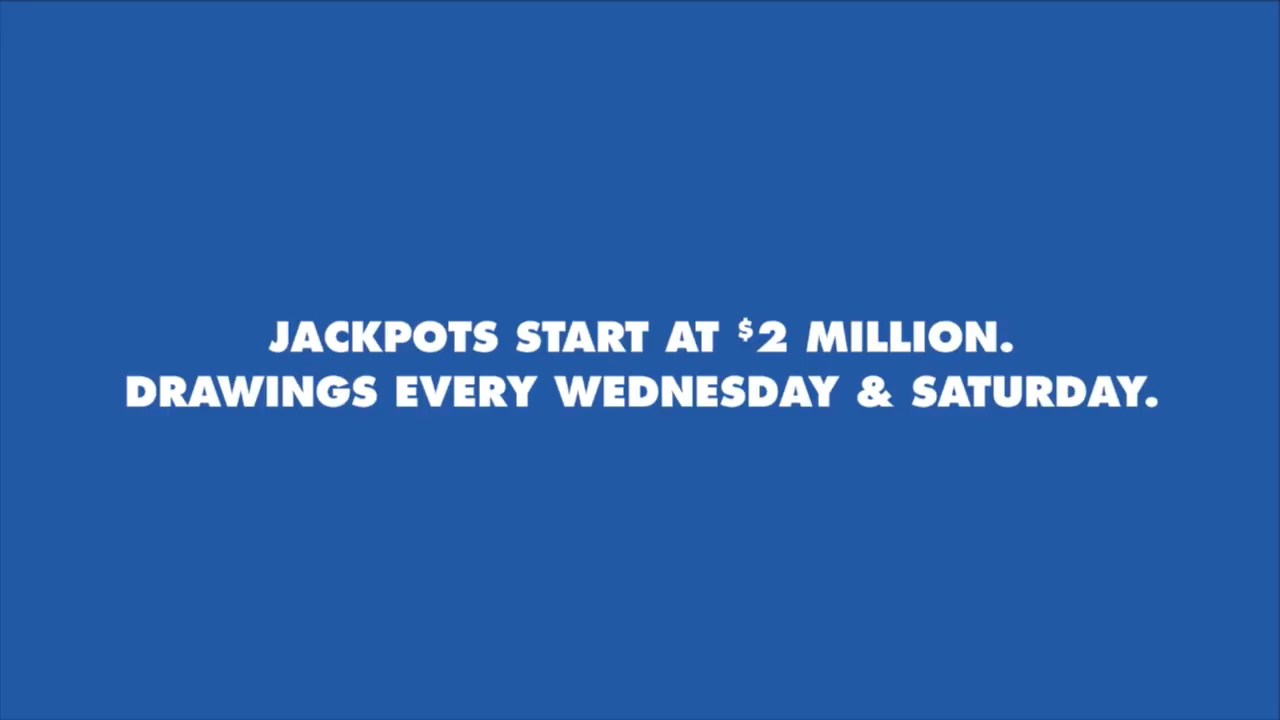 JACKPOTS START AT $2 MILLION.
DRAWINGS EVERY WEDNESDAY & SATURDAY.